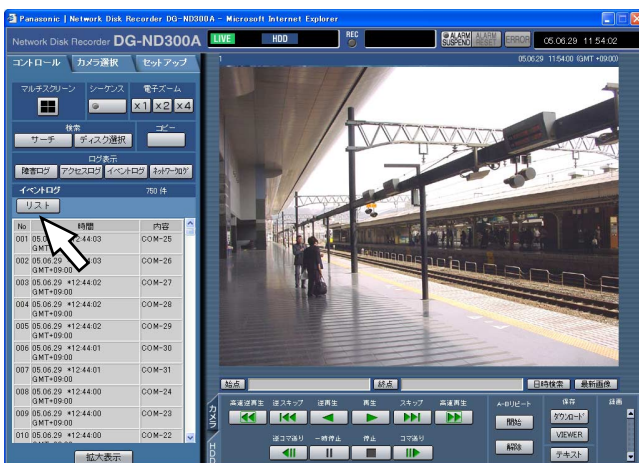 Panasonic | Network Disk Recorder DG-ND300A - Microsoft Internet Explorer
Network Disk Recorder DG-ND300A
LIVE HDD REC ALARM SUSPEND ALARM RESET ERROR 05.06.29 11:54:02
コントロール カメラ選択 セットアップ
1 05.06.29 11:54:00 (GMT +09:00)
マルチスクリーン シーケンス 電子ズーム
x1 x2 x4
検索 コピー
サーチ ディスク選択
ログ表示
障害ログ アクセスログ イベントログ ネットワークログ
イベントログ 750 件
リスト
No 時間 内容
001 05.06.29 *12:44:03 COM-25
GMT+09:00
002 05.06.29 *12:44:03 COM-26
GMT+09:00
003 05.06.29 *12:44:02 COM-27
GMT+09:00
004 05.06.29 *12:44:02 COM-28
GMT+09:00
005 05.06.29 *12:44:02 COM-29
GMT+09:00
006 05.06.29 *12:44:01 COM-30
GMT+09:00
007 05.06.29 *12:44:01 COM-31
GMT+09:00
008 05.06.29 *12:44:00 COM-24
GMT+09:00
009 05.06.29 *12:44:00 COM-23
GMT+09:00
010 05.06.29 *12:44:00 COM-22
拡大表示
始点 終点 日時検索 最新画像
カメラ
HDD
高速逆再生 逆スキップ 逆再生 再生 スキップ 高速再生
逆コマ送り 一時停止 停止 コマ送り
A-Bリピート
開始
解除
保存
ダウンロード
VIEWER
テキスト
録画